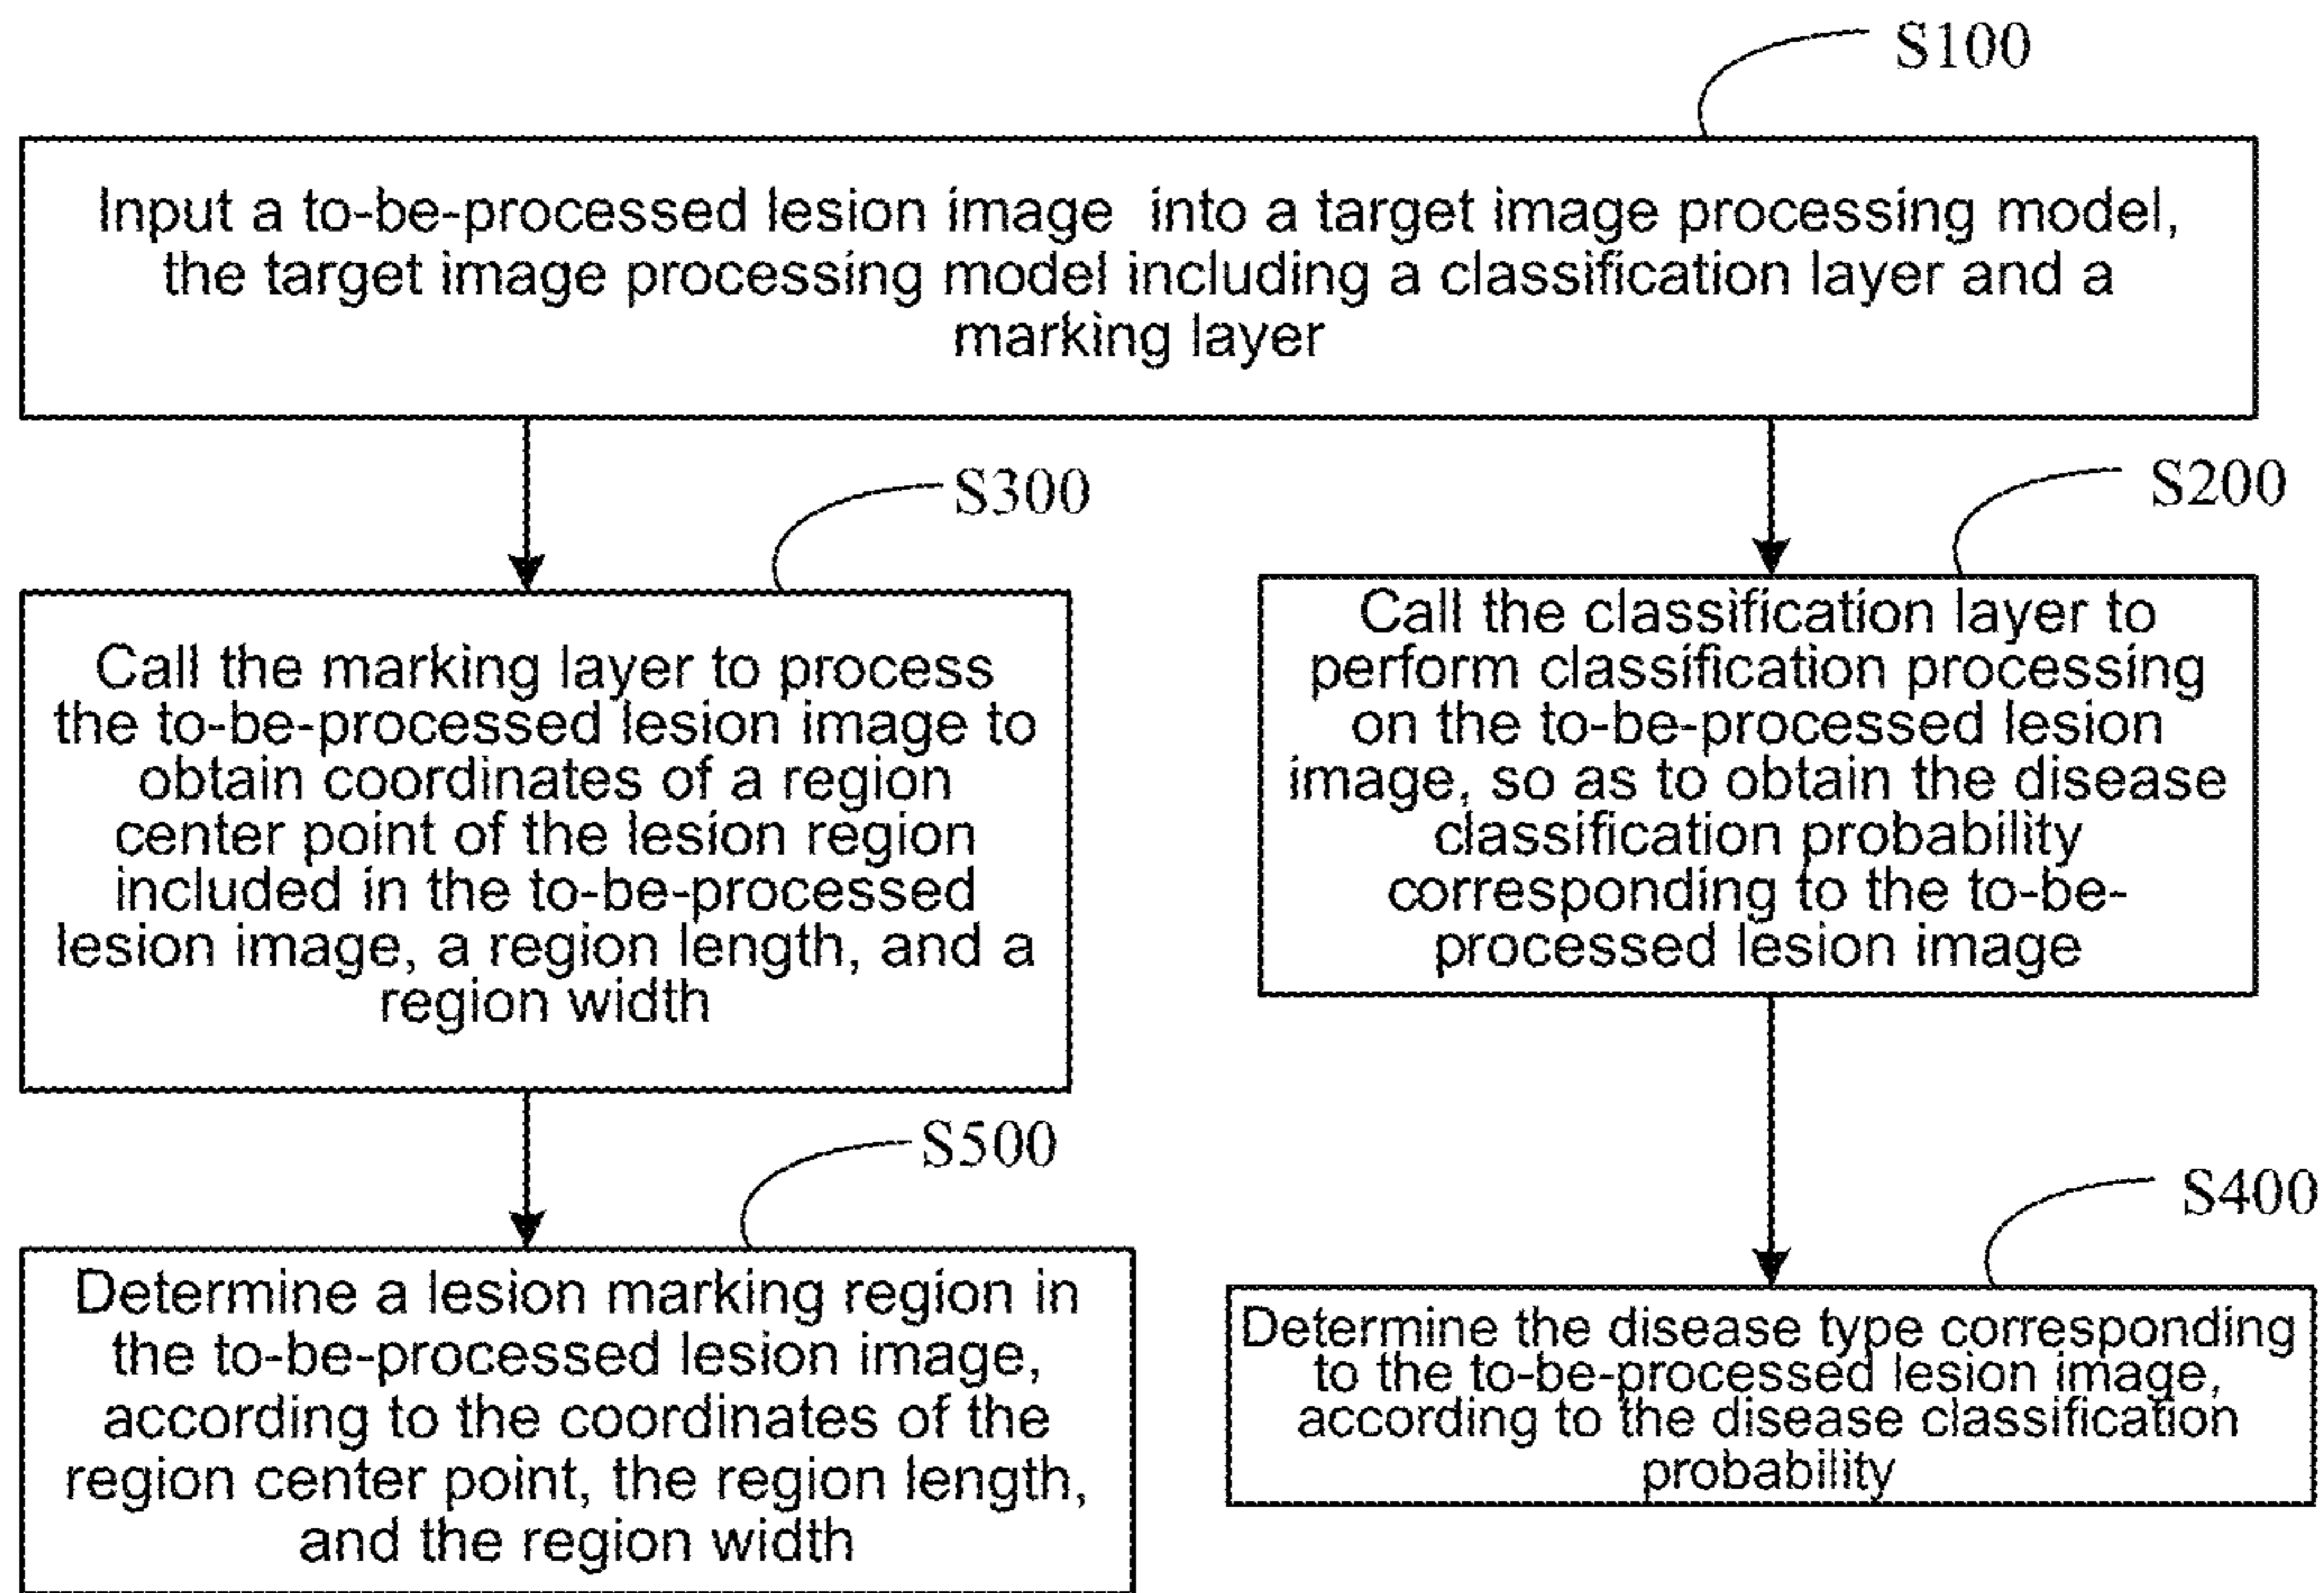 S100
Input a to-be-processed lesion image into a target image processing model,
the target image processing model including a classification layer and a
marking layer
S300
Call the marking layer to process
the to-be-processed lesion image to
obtain coordinates of a region
center point of the lesion region
included in the to-be-processed
lesion image, a region length, and a
region width
S200
Call the classification layer to
perform classification processing
on the to-be-processed lesion
image, so as to obtain the disease
classification probability
corresponding to the to-be-
processed lesion image
S500
Determine a lesion marking region in
the to-be-processed lesion image,
according to the coordinates of the
region center point, the region length,
and the region width
S400
Determine the disease type corresponding
to the to-be-processed lesion image,
according to the disease classification
probability